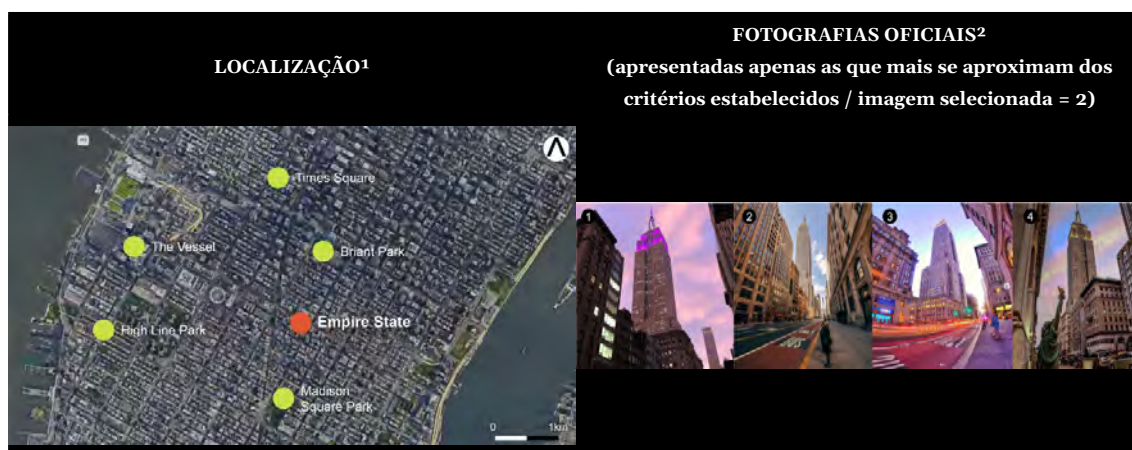 LOCALIZAÇÃO¹
FOTOGRAFIAS OFICIAIS²
(apresentadas apenas as que mais se aproximam dos
critérios estabelecidos / imagem selecionada = 2)
Times Square
The Vessel
Briant Park
High Line Park
Empire State
Madison
Square Park
0 1km
1
2
3
4